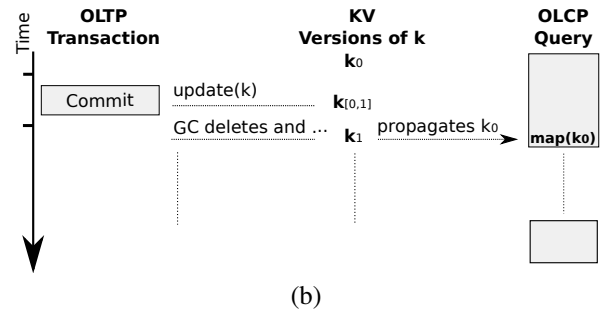 Time
OLTP
Transaction
KV
Versions of k
OLCP
Query
k0
Commit
update(k)
k[0,1]
GC deletes and ...
k1
propagates k0
map(k0)
(b)